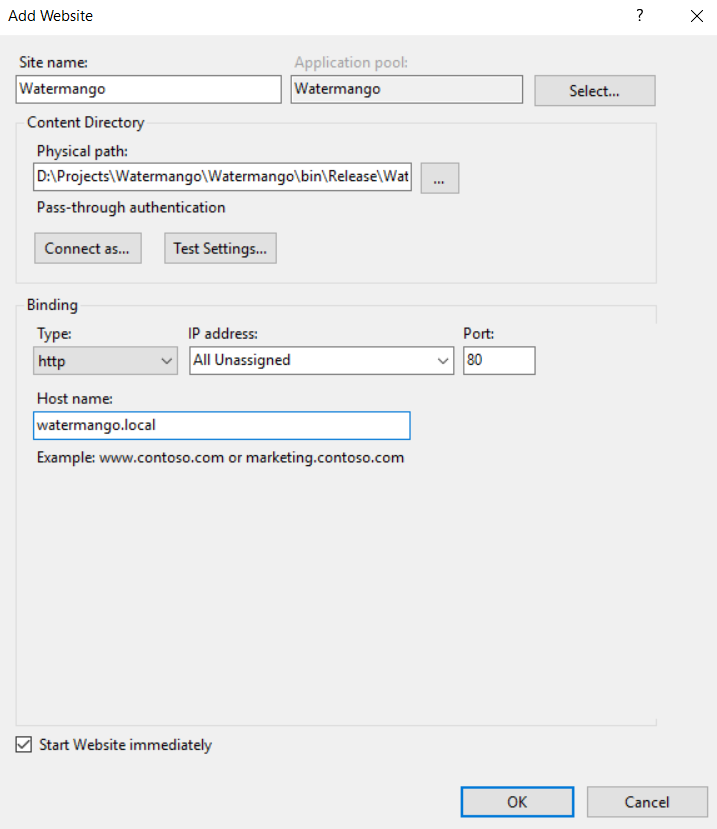 Add Website
?
Site name:
Application pool:
Watermango
Watermango
Select...
Content Directory
Physical path:
D:\Projects\Watermango\Watermango\bin\Release\Wat
...
Pass-through authentication
Connect as...
Test Settings...
Binding
Type:
IP address:
Port:
http
All Unassigned
80
Host name:
watermango.local
Example: www.contoso.com or marketing.contoso.com
Start Website immediately
OK
Cancel